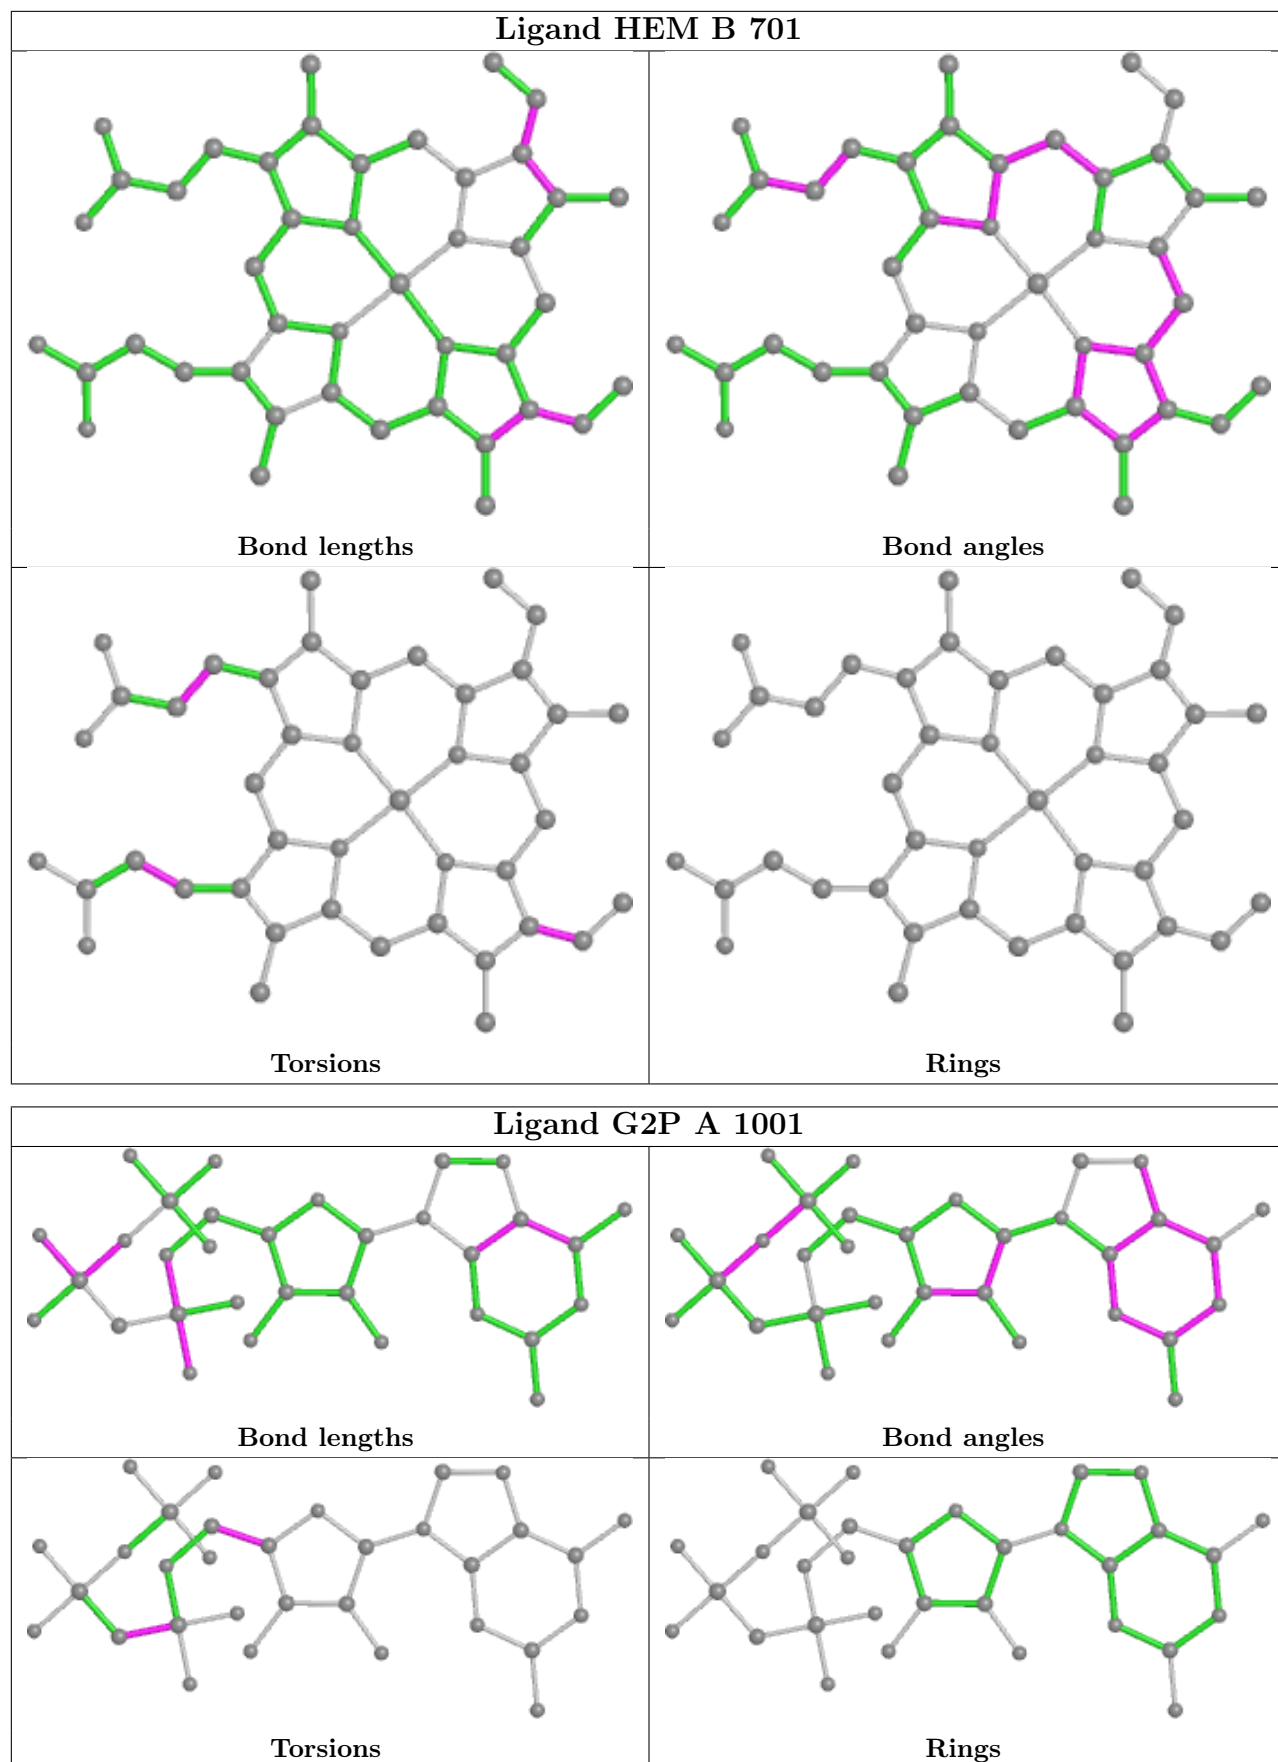 Ligand HEM B 701
Bond lengths
Bond angles
Torsions
Rings
Ligand G2P A 1001
Bond lengths
Bond angles
Torsions
Rings